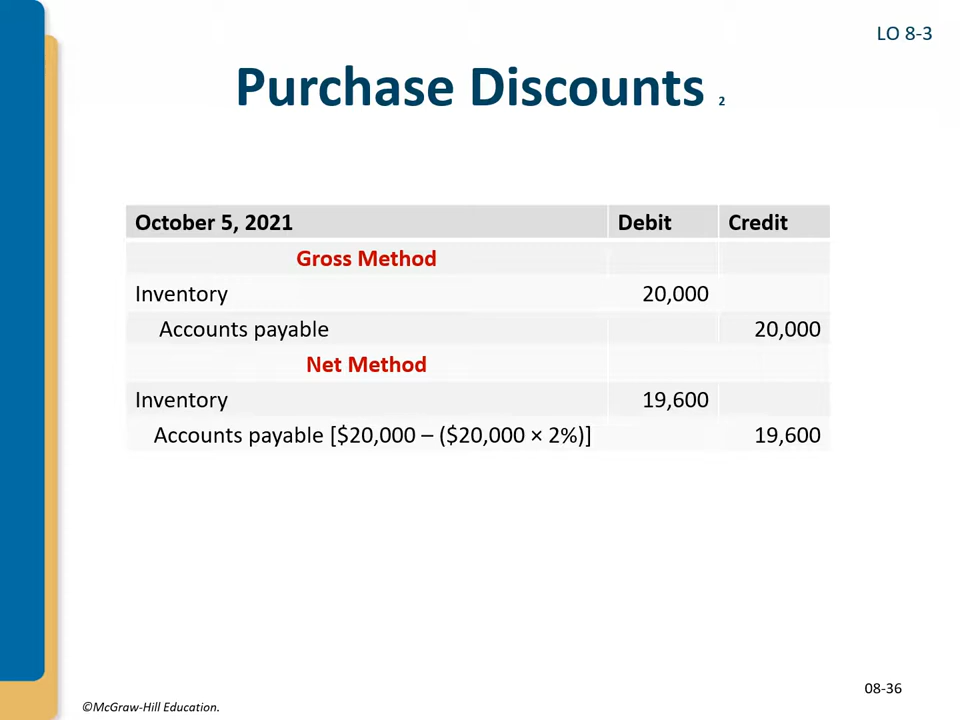 LO 8-3
Purchase Discounts 2
October 5, 2021 Debit Credit
Gross Method
Inventory 20,000
Accounts payable 20,000
Net Method
Inventory 19,600
Accounts payable [$20,000 – ($20,000 × 2%)] 19,600
08-36
©McGraw-Hill Education.